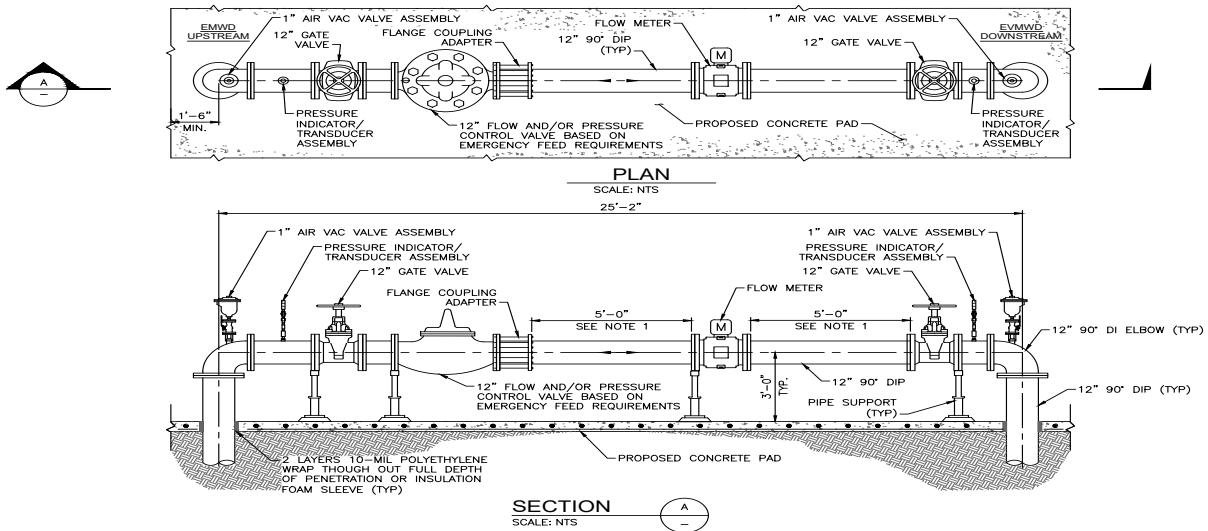 EMWD
UPSTREAM
1" AIR VAC VALVE ASSEMBLY
12" GATE
VALVE
FLANGE COUPLING
ADAPTER
12" 90° DIP
(TYP)
FLOW METER
M
1" AIR VAC VALVE ASSEMBLY
12" GATE VALVE
EVMWD
DOWNSTREAM
A
–
1'-6"
MIN.
PRESSURE
INDICATOR/
TRANSDUCER
ASSEMBLY
12" FLOW AND/OR PRESSURE
CONTROL VALVE BASED ON
EMERGENCY FEED REQUIREMENTS
PROPOSED CONCRETE PAD
PRESSURE
INDICATOR/
TRANSDUCER
ASSEMBLY
PLAN
SCALE: NTS
25'-2"
1" AIR VAC VALVE ASSEMBLY
PRESSURE INDICATOR/
TRANSDUCER ASSEMBLY
12" GATE VALVE
FLANGE COUPLING
ADAPTER
5'-0"
SEE NOTE 1
FLOW METER
M
5'-0"
SEE NOTE 1
1" AIR VAC VALVE ASSEMBLY
PRESSURE INDICATOR/
TRANSDUCER ASSEMBLY
12" GATE VALVE
12" 90° DI ELBOW (TYP)
12" FLOW AND/OR PRESSURE
CONTROL VALVE BASED ON
EMERGENCY FEED REQUIREMENTS
3'-0"
TYP.
12" 90° DIP
PIPE SUPPORT
(TYP)
12" 90° DIP (TYP)
2 LAYERS 10-MIL POLYETHYLENE
WRAP THOUGH OUT FULL DEPTH
OF PENETRATION OR INSULATION
FOAM SLEEVE (TYP)
PROPOSED CONCRETE PAD
SECTION
SCALE: NTS
A
–